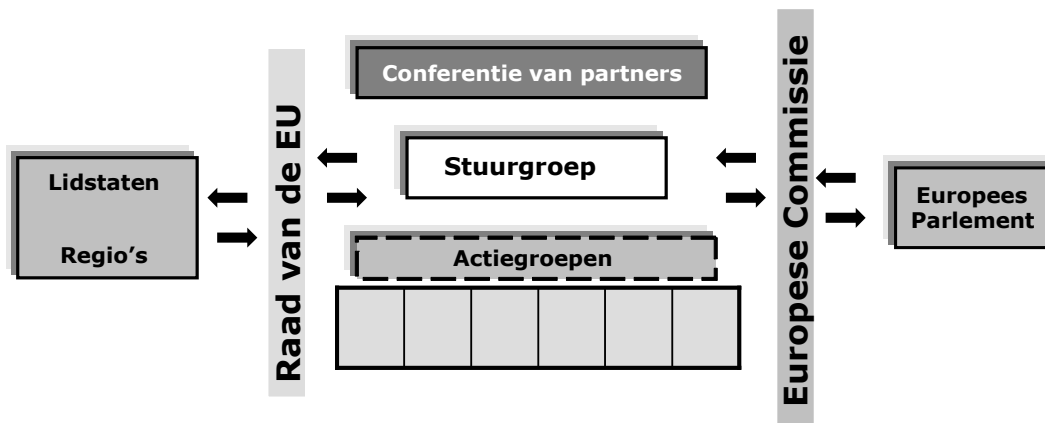 Conferentie van partners
Raad van de EU
Europese Commissie
Stuurgroep
Lidstaten
Regio's
Europees
Parlement
Actiegroepen